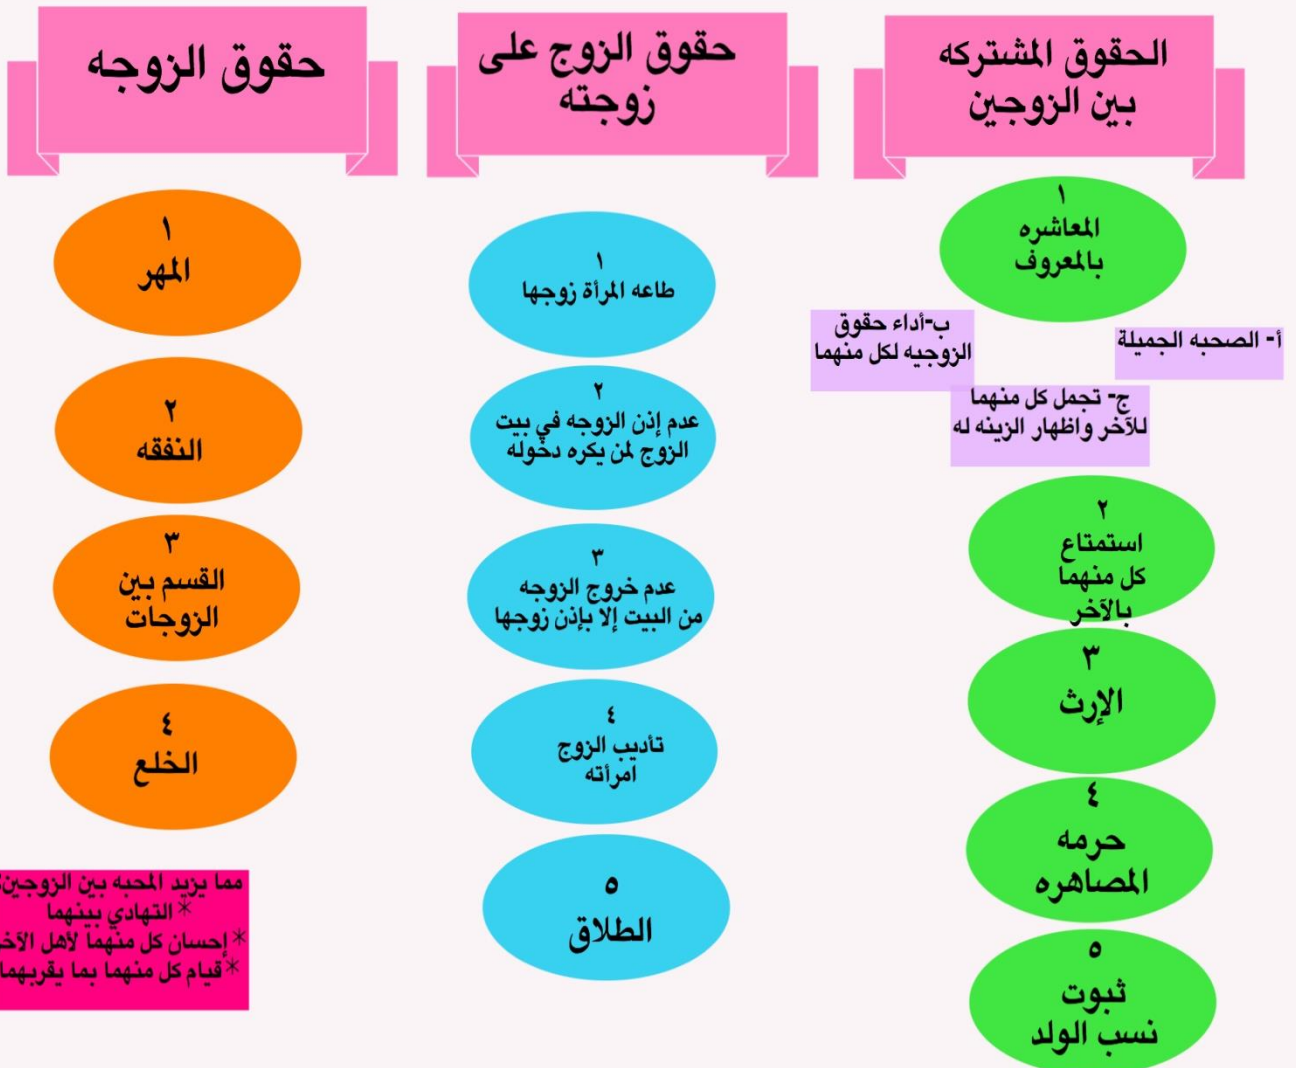 الحقوق المشتركه
بين الزوجين
١
المعاشره
بالمعروف
أ- الصحبه الجميلة
ب-أداء حقوق
الزوجيه لكل منهما
ج- تجمل كل منهما
للآخر واظهار الزينه له
٢
استمتاع
كل منهما
بالآخر
٣
الإرث
٤
حرمه
المصاهره
٥
ثبوت
نسب الولد
حقوق الزوج على
زوجته
١
طاعه المرأة زوجها
٢
عدم إذن الزوجه في بيت
الزوج لمن يكره دخوله
٣
عدم خروج الزوجه
من البيت إلا بإذن زوجها
٤
تأديب الزوج
امرأته
٥
الطلاق
حقوق الزوجه
١
المهر
٢
النفقه
٣
القسم بين
الزوجات
٤
الخلع
مما يزيد المحبه بين الزوجين:
*التهادي بينهما
*إحسان كل منهما لأهل الآخر
*قيام كل منهما بما يقربهما